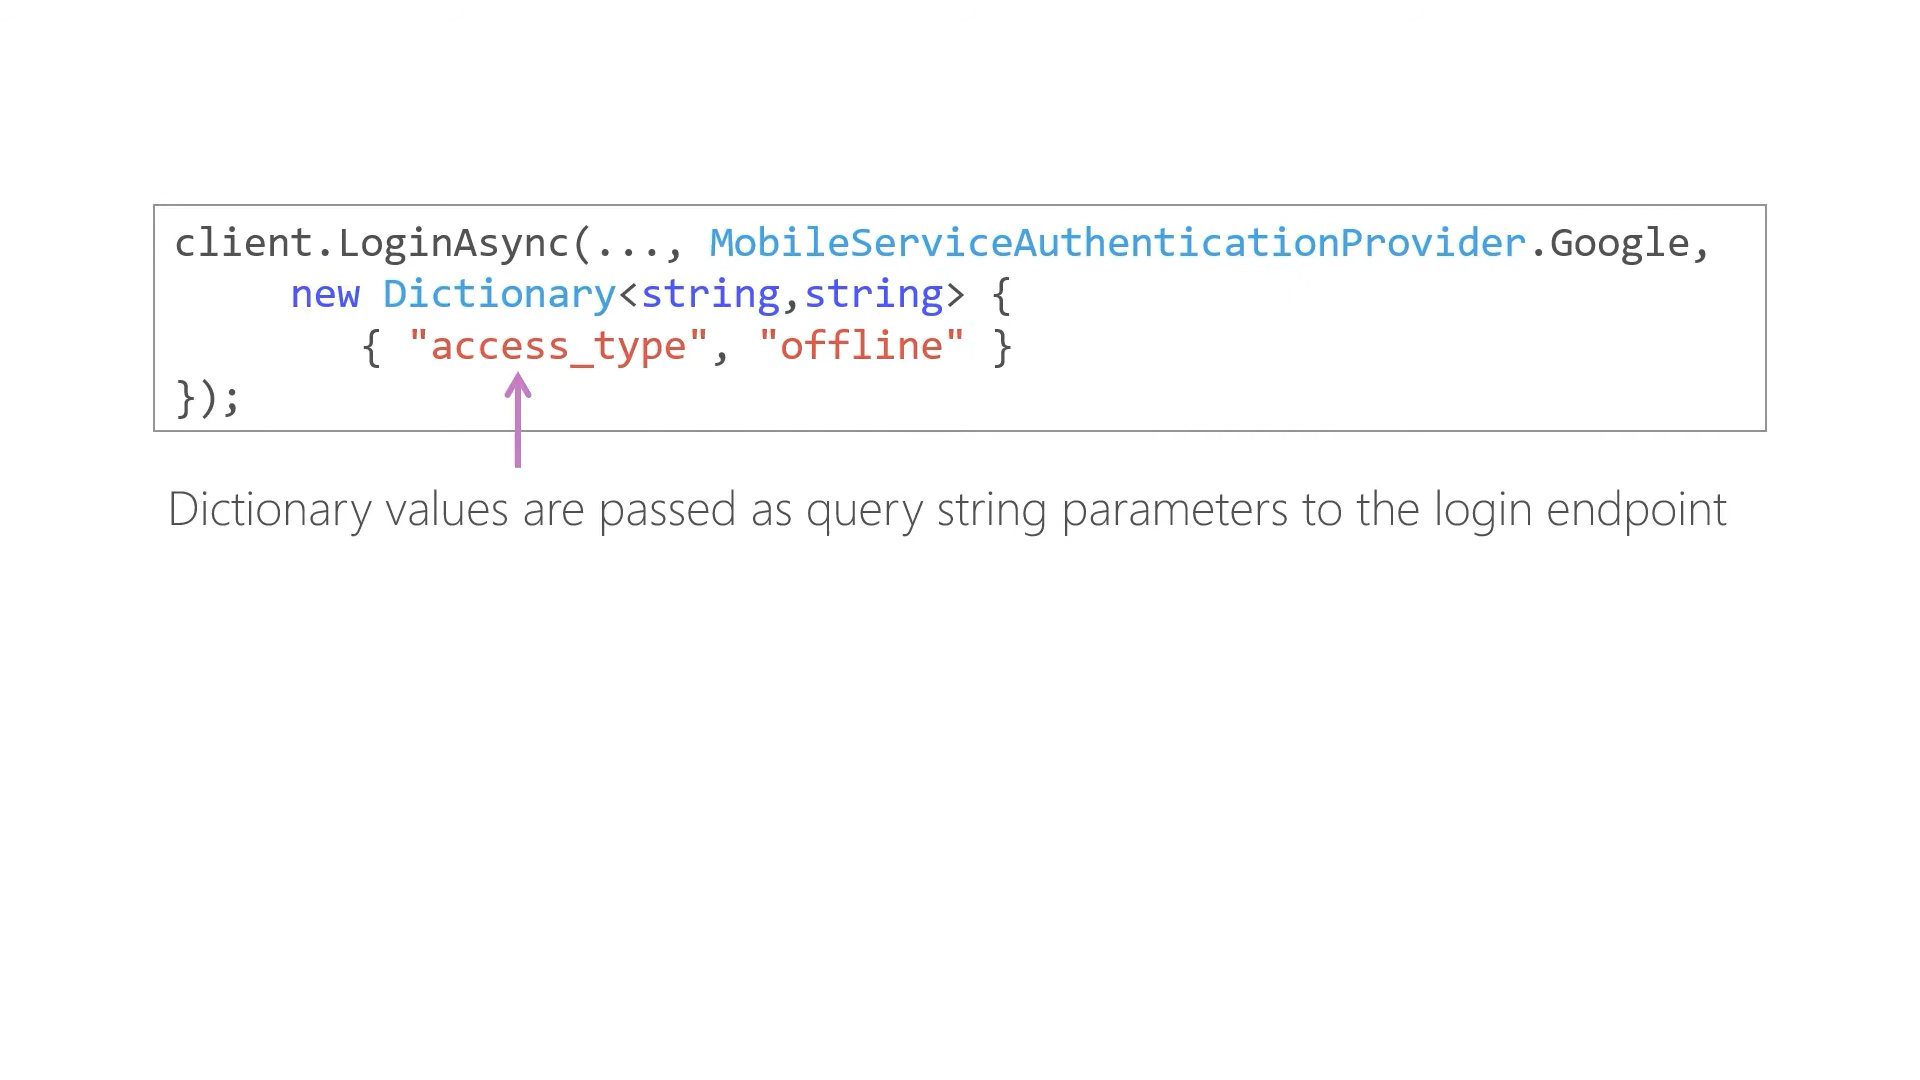 client.LoginAsync(..., MobileServiceAuthenticationProvider.Google,
new Dictionary<string,string> {
{ "access_type", "offline" }
});
Dictionary values are passed as query string parameters to the login endpoint